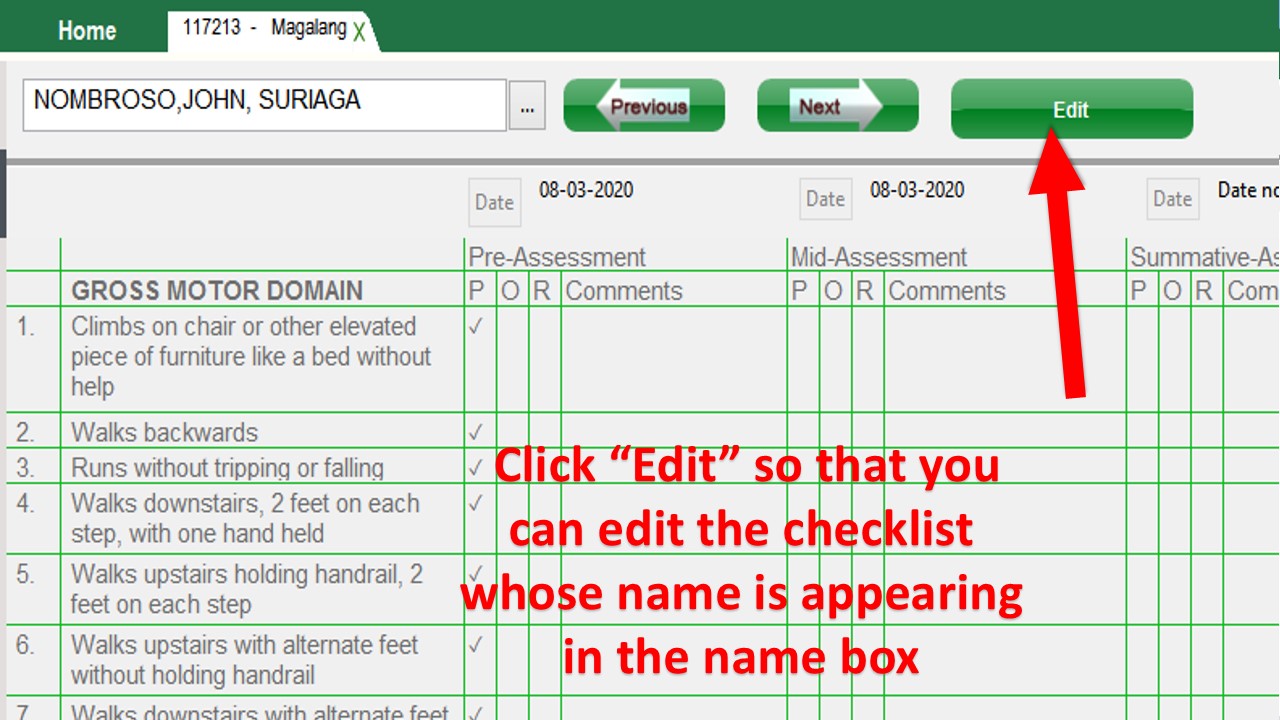 Home 117213 - Magalang X
NOMBROSO,JOHN, SURIAGA ... Previous Next Edit
Date 08-03-2020 Date 08-03-2020 Date Date no
Pre-Assessment Mid-Assessment Summative-As
GROSS MOTOR DOMAIN P O R Comments P O R Comments P O R Com
1. Climbs on chair or other elevated ✓
piece of furniture like a bed without
help
2. Walks backwards ✓
3. Runs without tripping or falling ✓
4. Walks downstairs, 2 feet on each ✓
step, with one hand held
5. Walks upstairs holding handrail, 2 ✓
feet on each step
6. Walks upstairs with alternate feet ✓
without holding handrail
7. Walks downstairs with alternate feet ✓
Click “Edit” so that you
can edit the checklist
whose name is appearing
in the name box